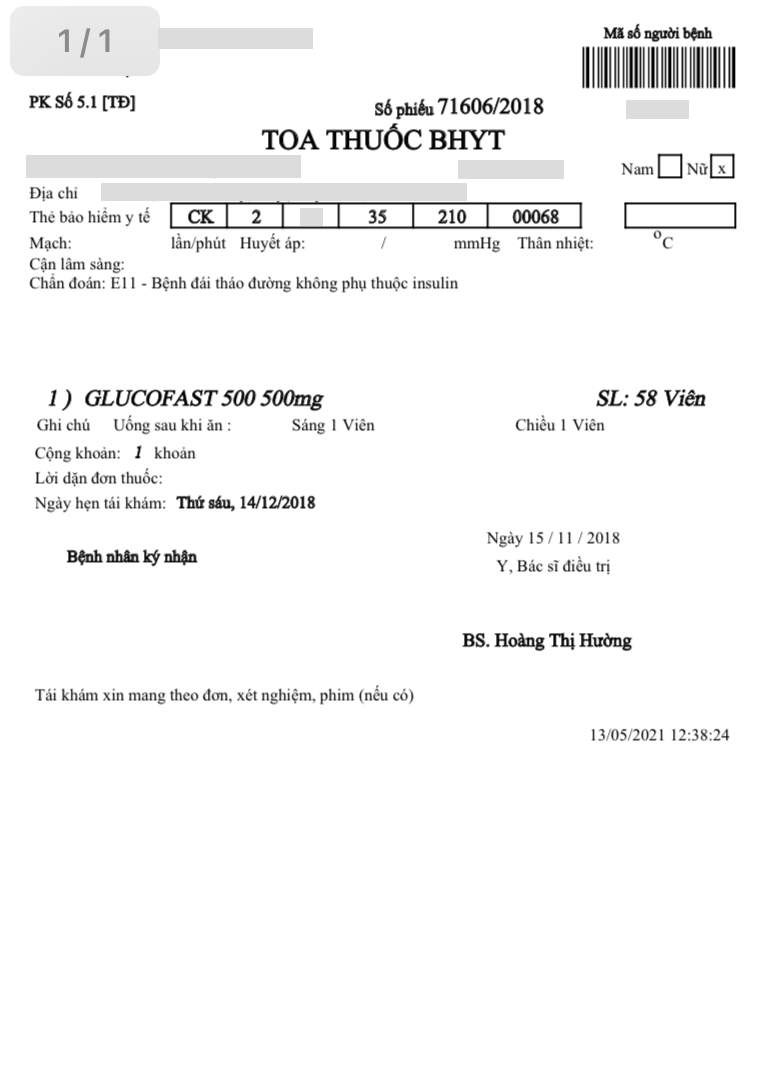 1/1
Mã số người bệnh
PK Số 5.1 [TĐ]
Số phiếu 71606/2018
TOA THUỐC BHYT
Nam Nữ x
Địa chỉ
Thẻ bảo hiểm y tế CK 2 35 210 00068
Mạch: lần/phút Huyết áp: / mmHg Thân nhiệt: °C
Cận lâm sàng:
Chẩn đoán: E11 - Bệnh đái tháo đường không phụ thuộc insulin
1 ) GLUCOFAST 500 500mg SL: 58 Viên
Ghi chú Uống sau khi ăn : Sáng 1 Viên Chiều 1 Viên
Cộng khoản: 1 khoản
Lời dặn đơn thuốc:
Ngày hẹn tái khám: Thứ sáu, 14/12/2018
Ngày 15 / 11 / 2018
Bệnh nhân ký nhận
Y, Bác sĩ điều trị
BS. Hoàng Thị Hường
Tái khám xin mang theo đơn, xét nghiệm, phim (nếu có)
13/05/2021 12:38:24